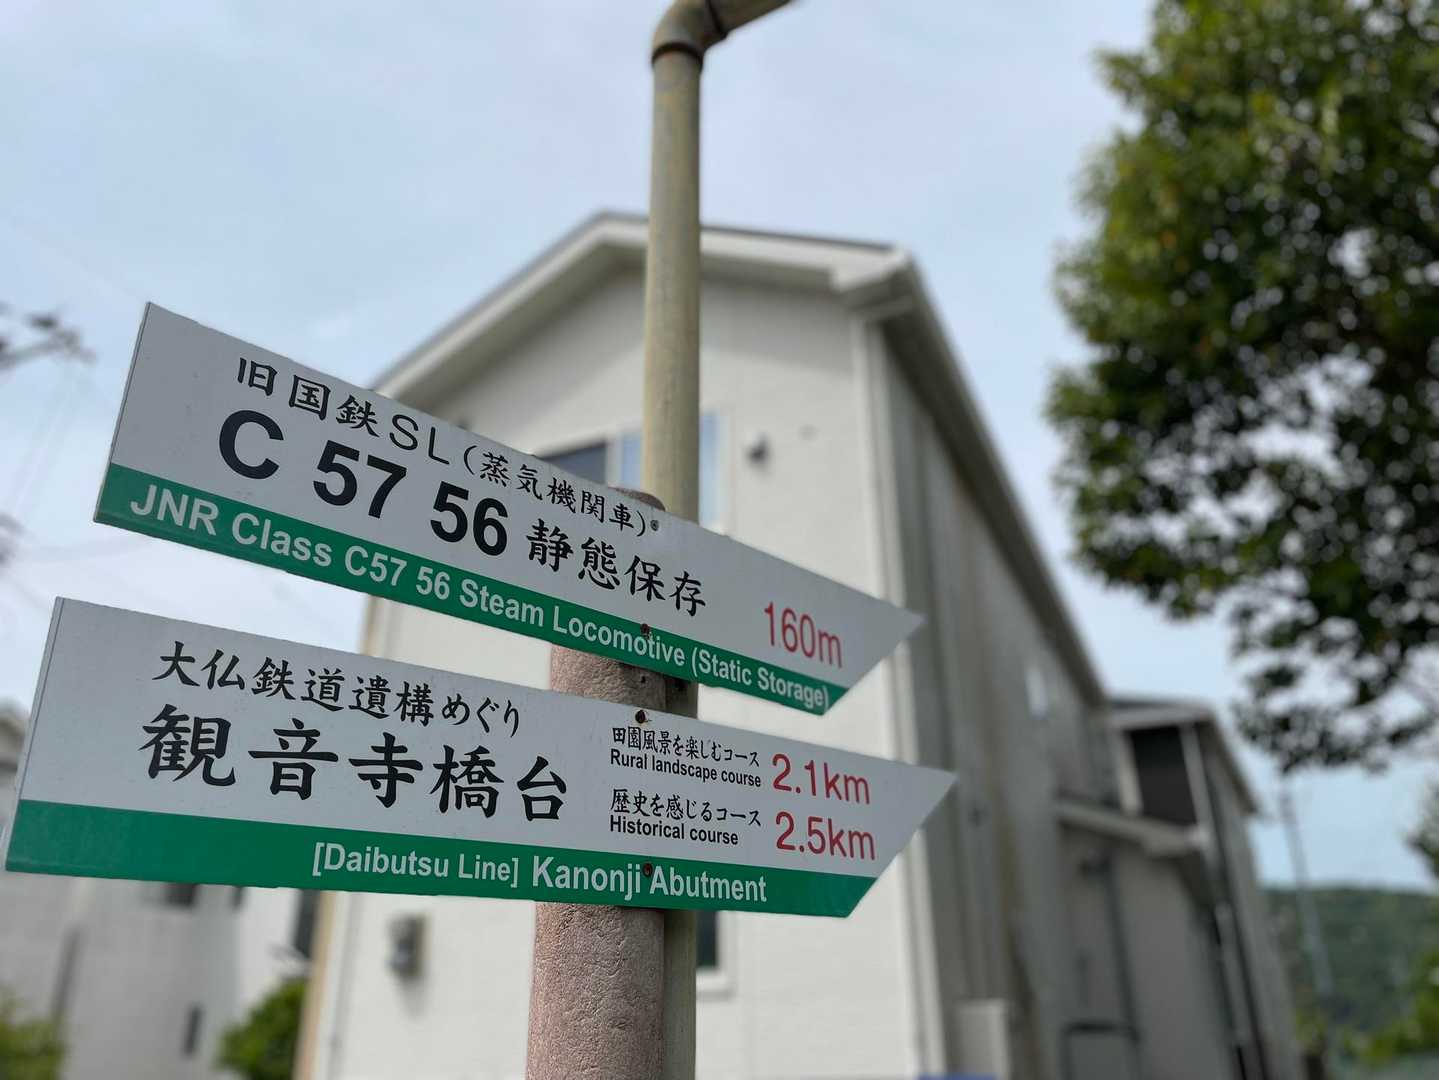 旧国鉄SL(蒸気機関車)
C 57 56 静態保存
160m
JNR Class C57 56 Steam Locomotive (Static Storage)
大仏鉄道遺構めぐり
観音寺橋台
田園風景を楽しむコース
Rural landscape course
2.1km
歴史を感じるコース
Historical course
2.5km
[Daibutsu Line] Kanonji Abutment